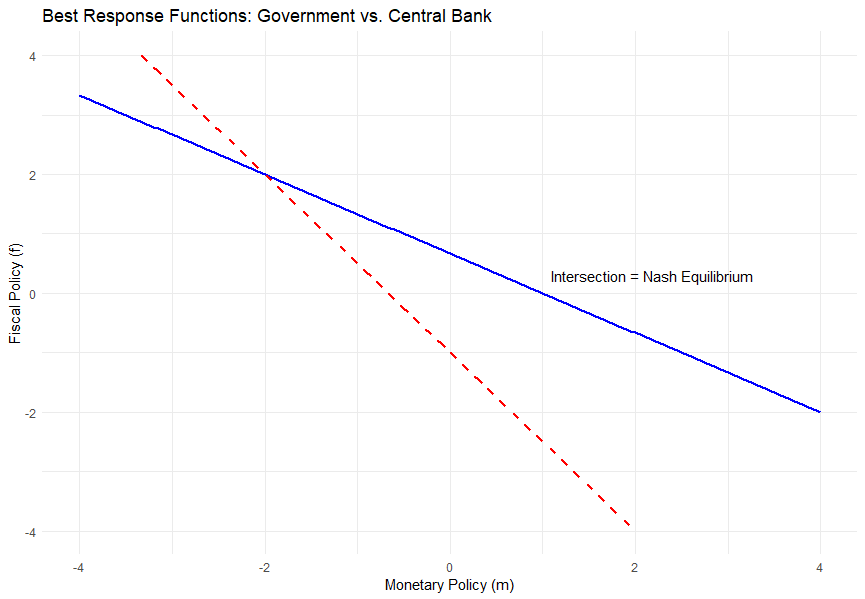 Best Response Functions: Government vs. Central Bank
Fiscal Policy (f)
4
2
0
-2
-4
Intersection = Nash Equilibrium
-4 -2 0 2 4
Monetary Policy (m)